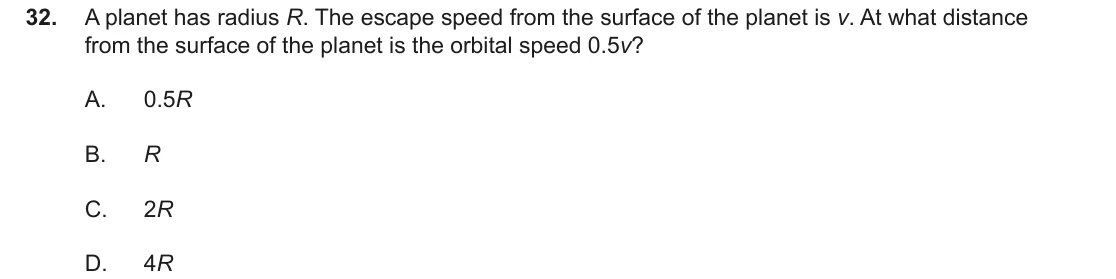 32. A planet has radius R. The escape speed from the surface of the planet is v. At what distance
from the surface of the planet is the orbital speed 0.5v?
A. 0.5R
B. R
C. 2R
D. 4R